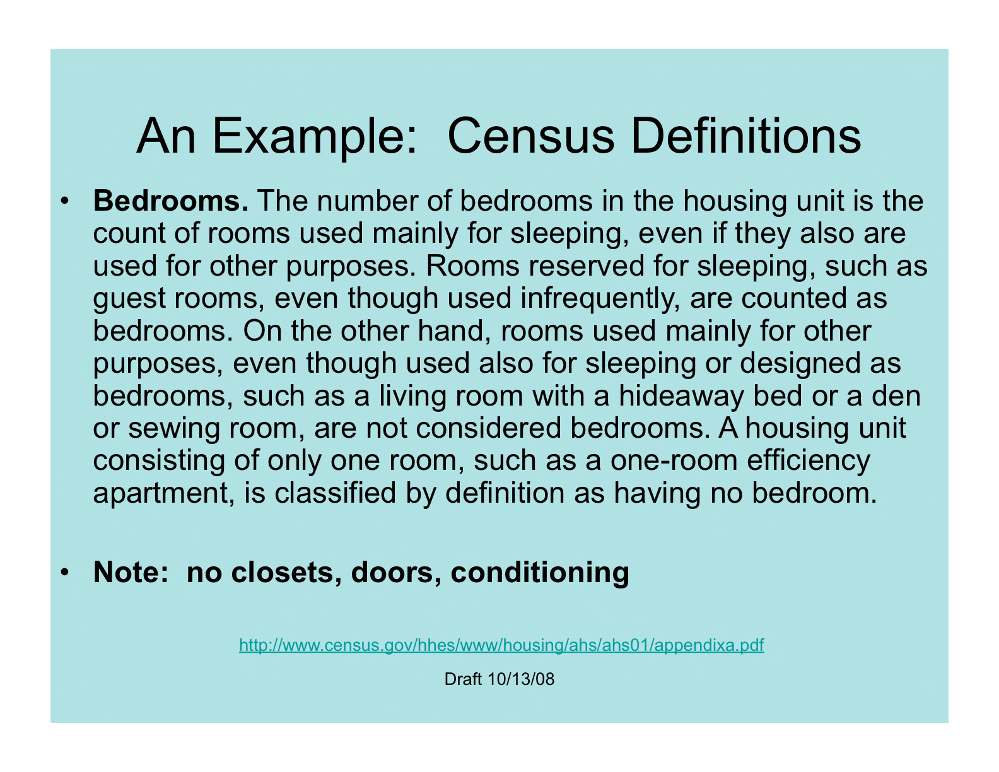 An Example:  Census Definitions
• Bedrooms. The number of bedrooms in the housing unit is the
count of rooms used mainly for sleeping, even if they also are
used for other purposes. Rooms reserved for sleeping, such as
guest rooms, even though used infrequently, are counted as
bedrooms. On the other hand, rooms used mainly for other
purposes, even though used also for sleeping or designed as
bedrooms, such as a living room with a hideaway bed or a den
or sewing room, are not considered bedrooms. A housing unit
consisting of only one room, such as a one-room efficiency
apartment, is classified by definition as having no bedroom.
• Note:  no closets, doors, conditioning
http://www.census.gov/hhes/www/housing/ahs/ahs01/appendixa.pdf
Draft 10/13/08